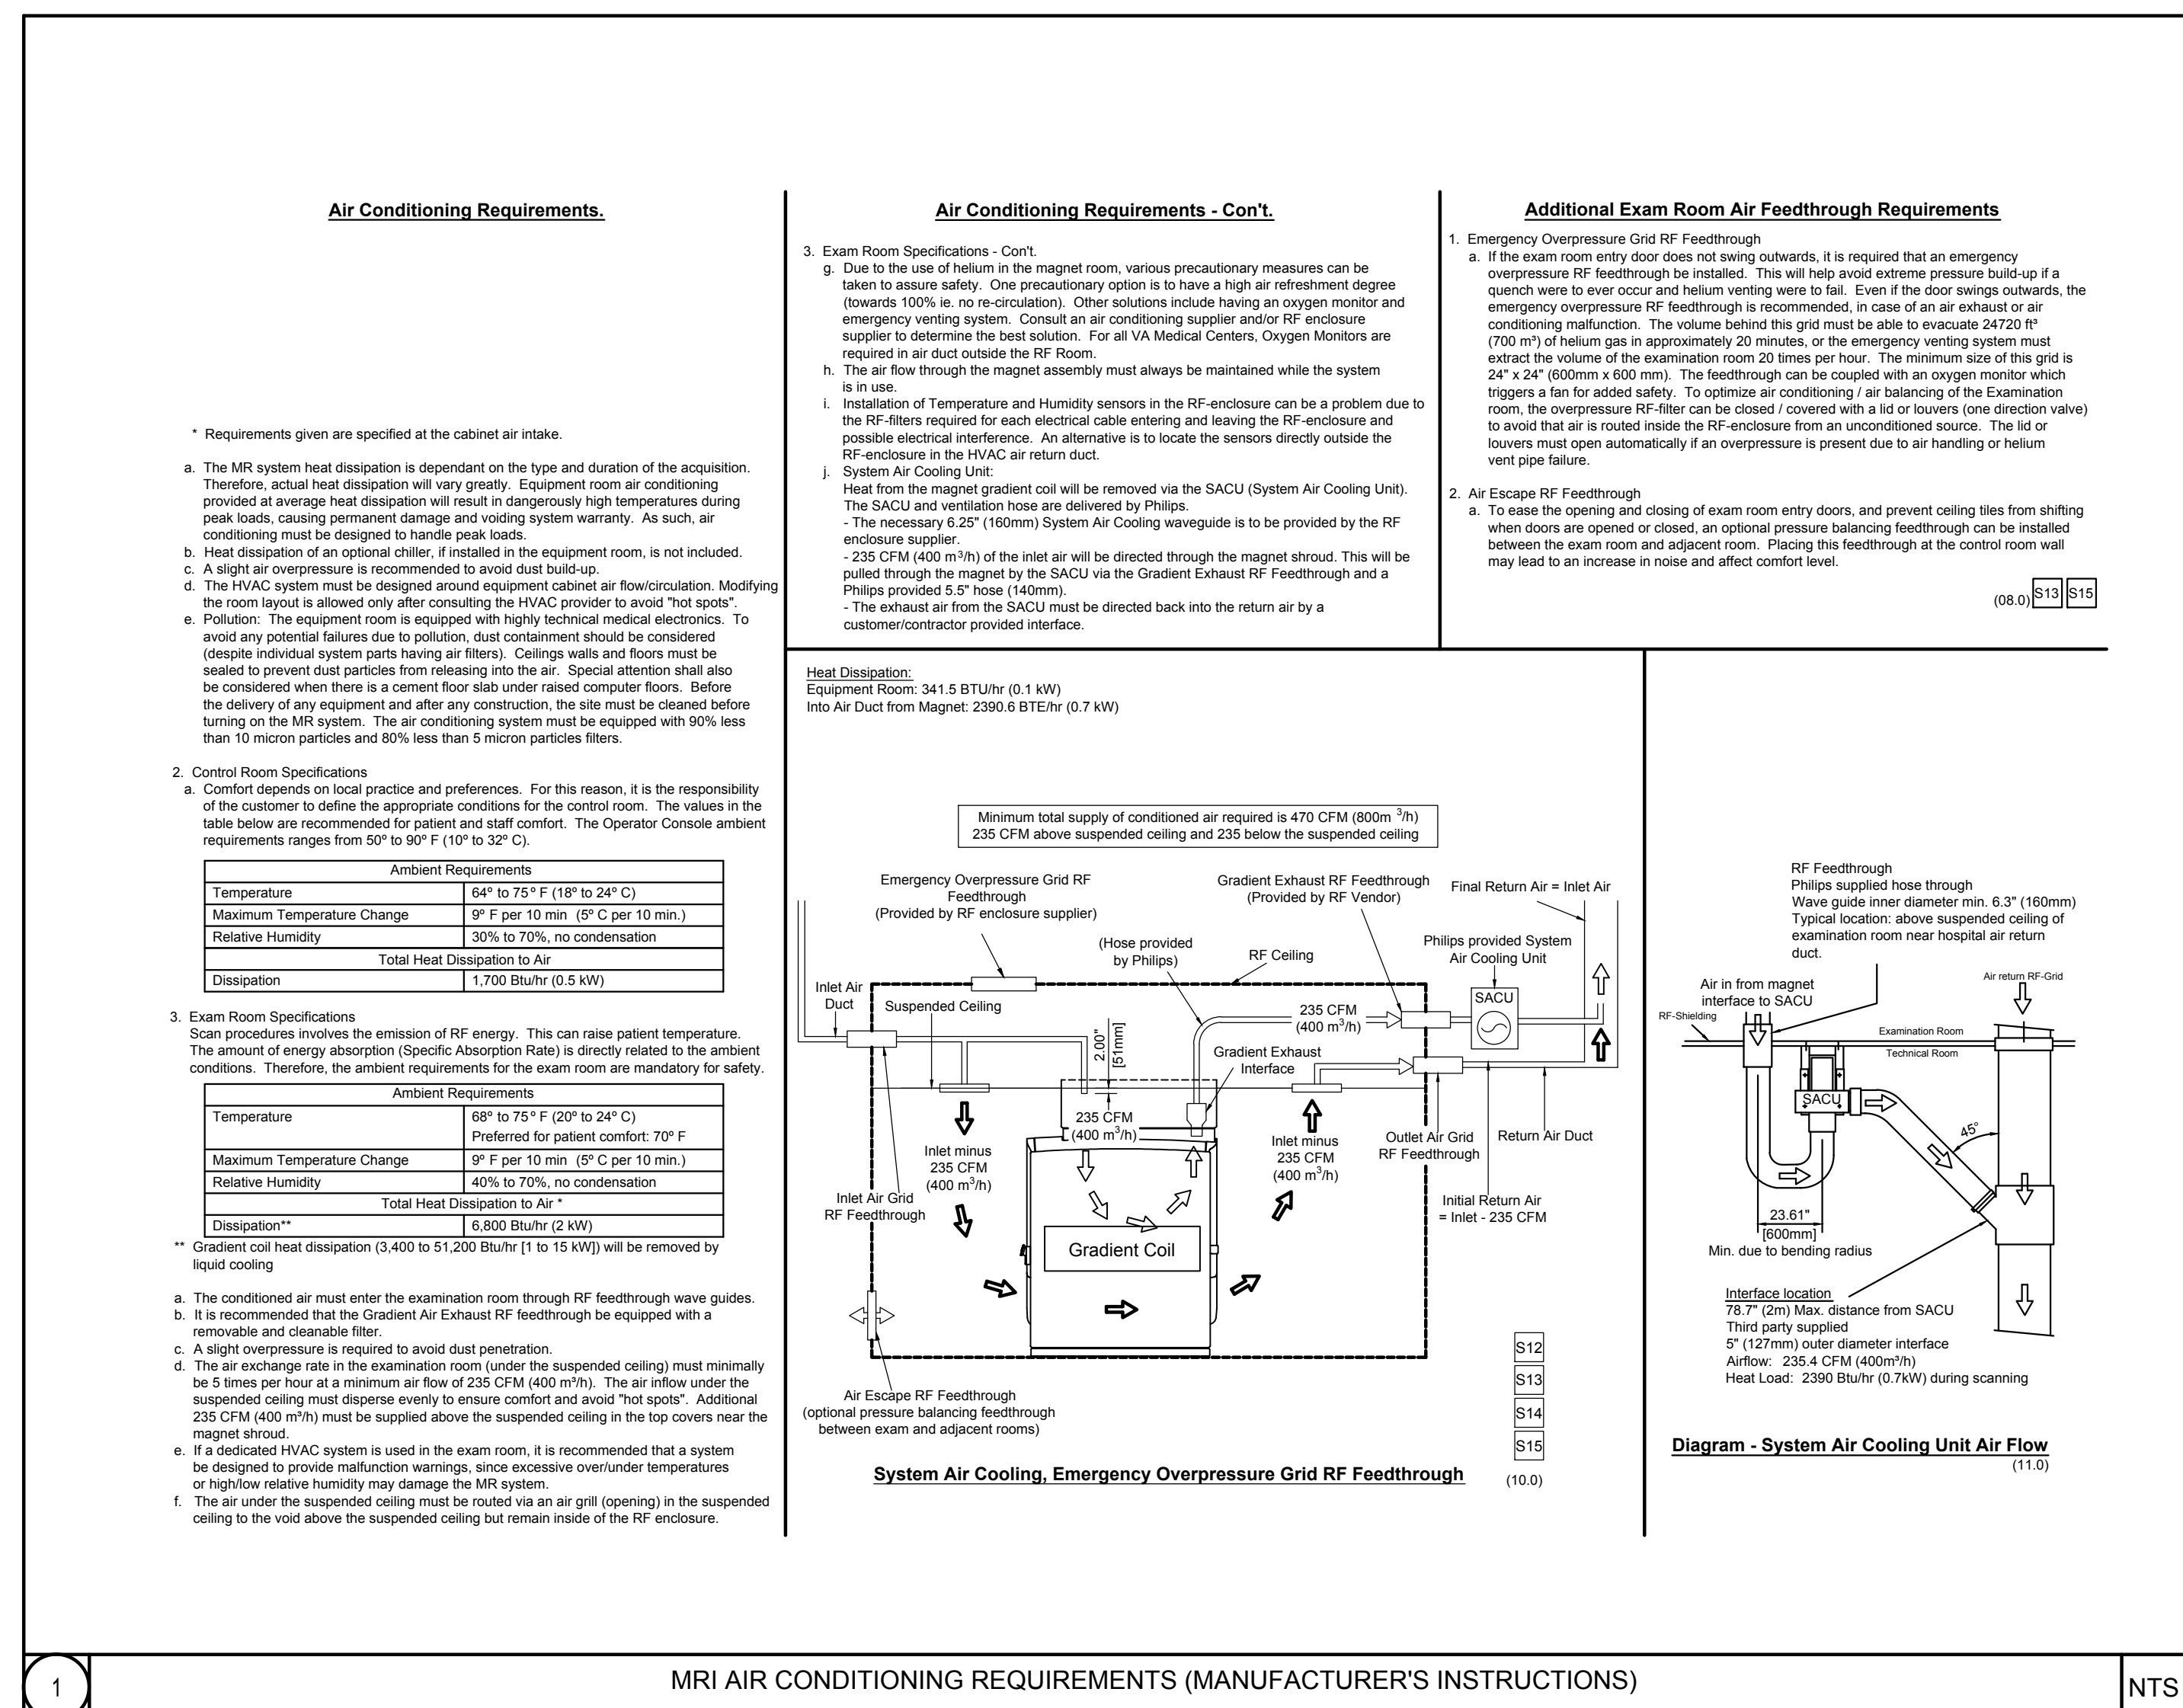 Air Conditioning Requirements.
* Requirements given are specified at the cabinet air intake.
a. The MR system heat dissipation is dependant on the type and duration of the acquisition.
Therefore, actual heat dissipation will vary greatly. Equipment room air conditioning
provided at average heat dissipation will result in dangerously high temperatures during
peak loads, causing permanent damage and voiding system warranty. As such, air
conditioning must be designed to handle peak loads.
b. Heat dissipation of an optional chiller, if installed in the equipment room, is not included.
c. A slight air overpressure is recommended to avoid dust build-up.
d. The HVAC system must be designed around equipment cabinet air flow/circulation. Modifying
the room layout is allowed only after consulting the HVAC provider to avoid "hot spots".
e. Pollution: The equipment room is equipped with highly technical medical electronics. To
avoid any potential failures due to pollution, dust containment should be considered
(despite individual system parts having air filters). Ceilings walls and floors must be
sealed to prevent dust particles from releasing into the air. Special attention shall also
be considered when there is a cement floor slab under raised computer floors. Before
the delivery of any equipment and after any construction, the site must be cleaned before
turning on the MR system. The air conditioning system must be equipped with 90% less
than 10 micron particles and 80% less than 5 micron particles filters.
2. Control Room Specifications
a. Comfort depends on local practice and preferences. For this reason, it is the responsibility
of the customer to define the appropriate conditions for the control room. The values in the
table below are recommended for patient and staff comfort. The Operator Console ambient
requirements ranges from 50º to 90º F (10º to 32º C).
Ambient Requirements
Temperature 64º to 75º F (18º to 24º C)
Maximum Temperature Change 9º F per 10 min (5º C per 10 min.)
Relative Humidity 30% to 70%, no condensation
Total Heat Dissipation to Air
Dissipation 1,700 Btu/hr (0.5 kW)
3. Exam Room Specifications
Scan procedures involves the emission of RF energy. This can raise patient temperature.
The amount of energy absorption (Specific Absorption Rate) is directly related to the ambient
conditions. Therefore, the ambient requirements for the exam room are mandatory for safety.
Ambient Requirements
Temperature 68º to 75º F (20º to 24º C)
Preferred for patient comfort: 70º F
Maximum Temperature Change 9º F per 10 min (5º C per 10 min.)
Relative Humidity 40% to 70%, no condensation
Total Heat Dissipation to Air *
Dissipation** 6,800 Btu/hr (2 kW)
** Gradient coil heat dissipation (3,400 to 51,200 Btu/hr [1 to 15 kW]) will be removed by
liquid cooling
a. The conditioned air must enter the examination room through RF feedthrough wave guides.
b. It is recommended that the Gradient Air Exhaust RF feedthrough be equipped with a
removable and cleanable filter.
c. A slight overpressure is required to avoid dust penetration.
d. The air exchange rate in the examination room (under the suspended ceiling) must minimally
be 5 times per hour at a minimum air flow of 235 CFM (400 m³/h). The air inflow under the
suspended ceiling must disperse evenly to ensure comfort and avoid "hot spots". Additional
235 CFM (400 m³/h) must be supplied above the suspended ceiling in the top covers near the
magnet shroud.
e. If a dedicated HVAC system is used in the exam room, it is recommended that a system
be designed to provide malfunction warnings, since excessive over/under temperatures
or high/low relative humidity may damage the MR system.
f. The air under the suspended ceiling must be routed via an air grill (opening) in the suspended
ceiling to the void above the suspended ceiling but remain inside of the RF enclosure.
Air Conditioning Requirements - Con't.
3. Exam Room Specifications - Con't.
g. Due to the use of helium in the magnet room, various precautionary measures can be
taken to assure safety. One precautionary option is to have a high air refreshment degree
(towards 100% ie. no re-circulation). Other solutions include having an oxygen monitor and
emergency venting system. Consult an air conditioning supplier and/or RF enclosure
supplier to determine the best solution. For all VA Medical Centers, Oxygen Monitors are
required in air duct outside the RF Room.
h. The air flow through the magnet assembly must always be maintained while the system
is in use.
i. Installation of Temperature and Humidity sensors in the RF-enclosure can be a problem due to
the RF-filters required for each electrical cable entering and leaving the RF-enclosure and
possible electrical interference. An alternative is to locate the sensors directly outside the
RF-enclosure in the HVAC air return duct.
j. System Air Cooling Unit:
Heat from the magnet gradient coil will be removed via the SACU (System Air Cooling Unit).
The SACU and ventilation hose are delivered by Philips.
- The necessary 6.25" (160mm) System Air Cooling waveguide is to be provided by the RF
enclosure supplier.
- 235 CFM (400 m³/h) of the inlet air will be directed through the magnet shroud. This will be
pulled through the magnet by the SACU via the Gradient Exhaust RF Feedthrough and a
Philips provided 5.5" hose (140mm).
- The exhaust air from the SACU must be directed back into the return air by a
customer/contractor provided interface.
Additional Exam Room Air Feedthrough Requirements
1. Emergency Overpressure Grid RF Feedthrough
a. If the exam room entry door does not swing outwards, it is required that an emergency
overpressure RF feedthrough be installed. This will help avoid extreme pressure build-up if a
quench were to ever occur and helium venting were to fail. Even if the door swings outwards, the
emergency overpressure RF feedthrough is recommended, in case of an air exhaust or air
conditioning malfunction. The volume behind this grid must be able to evacuate 24720 ft³
(700 m³) of helium gas in approximately 20 minutes, or the emergency venting system must
extract the volume of the examination room 20 times per hour. The minimum size of this grid is
24" x 24" (600mm x 600 mm). The feedthrough can be coupled with an oxygen monitor which
triggers a fan for added safety. To optimize air conditioning / air balancing of the Examination
room, the overpressure RF-filter can be closed / covered with a lid or louvers (one direction valve)
to avoid that air is routed inside the RF-enclosure from an unconditioned source. The lid or
louvers must open automatically if an overpressure is present due to air handling or helium
vent pipe failure.
2. Air Escape RF Feedthrough
a. To ease the opening and closing of exam room entry doors, and prevent ceiling tiles from shifting
when doors are opened or closed, an optional pressure balancing feedthrough can be installed
between the exam room and adjacent room. Placing this feedthrough at the control room wall
may lead to an increase in noise and affect comfort level.
(08.0) S13 S15
Heat Dissipation:
Equipment Room: 341.5 BTU/hr (0.1 kW)
Into Air Duct from Magnet: 2390.6 BTE/hr (0.7 kW)
Minimum total supply of conditioned air required is 470 CFM (800m ³/h)
235 CFM above suspended ceiling and 235 below the suspended ceiling
Emergency Overpressure Grid RF
Feedthrough
(Provided by RF enclosure supplier)
Gradient Exhaust RF Feedthrough
(Provided by RF Vendor)
Final Return Air = Inlet Air
(Hose provided
by Philips)
RF Ceiling
Philips provided System
Air Cooling Unit
Inlet Air
Duct
Suspended Ceiling
2.00"
[51mm]
235 CFM
(400 m³/h)
SACU
Gradient Exhaust
Interface
235 CFM
(400 m³/h)
Inlet minus
235 CFM
(400 m³/h)
Inlet minus
235 CFM
(400 m³/h)
Outlet Air Grid
RF Feedthrough
Return Air Duct
Inlet Air Grid
RF Feedthrough
Initial Return Air
= Inlet - 235 CFM
Gradient Coil
Air Escape RF Feedthrough
(optional pressure balancing feedthrough
between exam and adjacent rooms)
S12
S13
S14
S15
System Air Cooling, Emergency Overpressure Grid RF Feedthrough
(10.0)
RF Feedthrough
Philips supplied hose through
Wave guide inner diameter min. 6.3" (160mm)
Typical location: above suspended ceiling of
examination room near hospital air return
duct.
Air in from magnet
interface to SACU
Air return RF-Grid
RF-Shielding
Examination Room
Technical Room
SACU
45°
23.61"
[600mm]
Min. due to bending radius
Interface location
78.7" (2m) Max. distance from SACU
Third party supplied
5" (127mm) outer diameter interface
Airflow: 235.4 CFM (400m³/h)
Heat Load: 2390 Btu/hr (0.7kW) during scanning
Diagram - System Air Cooling Unit Air Flow
(11.0)
1
MRI AIR CONDITIONING REQUIREMENTS (MANUFACTURER'S INSTRUCTIONS)
NTS